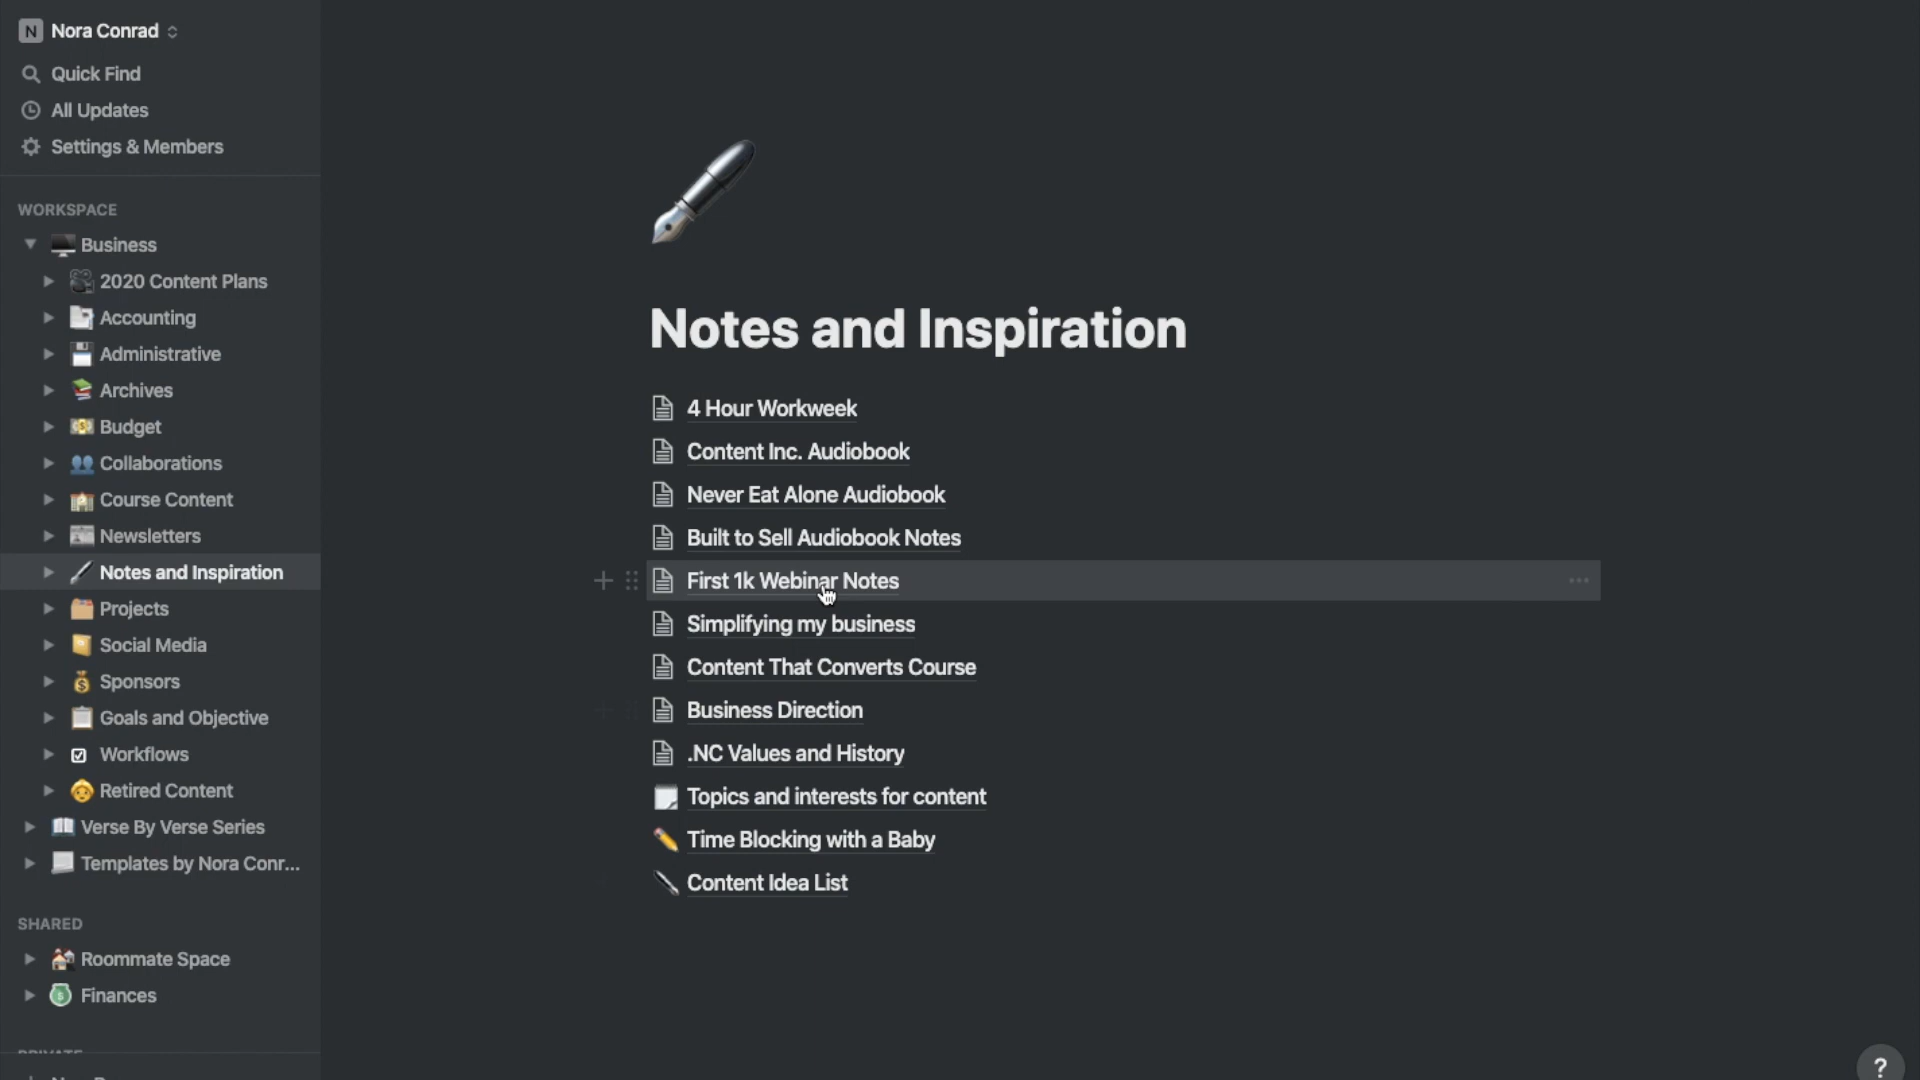 N Nora Conrad
Quick Find
All Updates
Settings & Members
WORKSPACE
Business
2020 Content Plans
Accounting
Administrative
Archives
Budget
Collaborations
Course Content
Newsletters
Notes and Inspiration
Projects
Social Media
Sponsors
Goals and Objective
Workflows
Retired Content
Verse By Verse Series
Templates by Nora Conr...
SHARED
Roommate Space
Finances
Notes and Inspiration
4 Hour Workweek
Content Inc. Audiobook
Never Eat Alone Audiobook
Built to Sell Audiobook Notes
First 1k Webinar Notes
Simplifying my business
Content That Converts Course
Business Direction
.NC Values and History
Topics and interests for content
Time Blocking with a Baby
Content Idea List
?